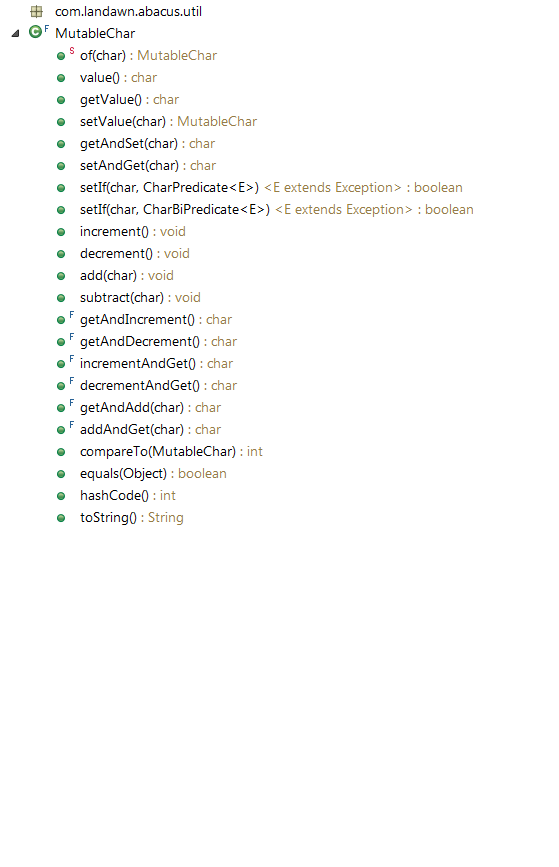 com.landawn.abacus.util
F MutableChar
S of(char) : MutableChar
value() : char
getValue() : char
setValue(char) : MutableChar
getAndSet(char) : char
setAndGet(char) : char
setIf(char, CharPredicate<E>) <E extends Exception> : boolean
setIf(char, CharBiPredicate<E>) <E extends Exception> : boolean
increment() : void
decrement() : void
add(char) : void
subtract(char) : void
F getAndIncrement() : char
F getAndDecrement() : char
F incrementAndGet() : char
F decrementAndGet() : char
F getAndAdd(char) : char
F addAndGet(char) : char
compareTo(MutableChar) : int
equals(Object) : boolean
hashCode() : int
toString() : String